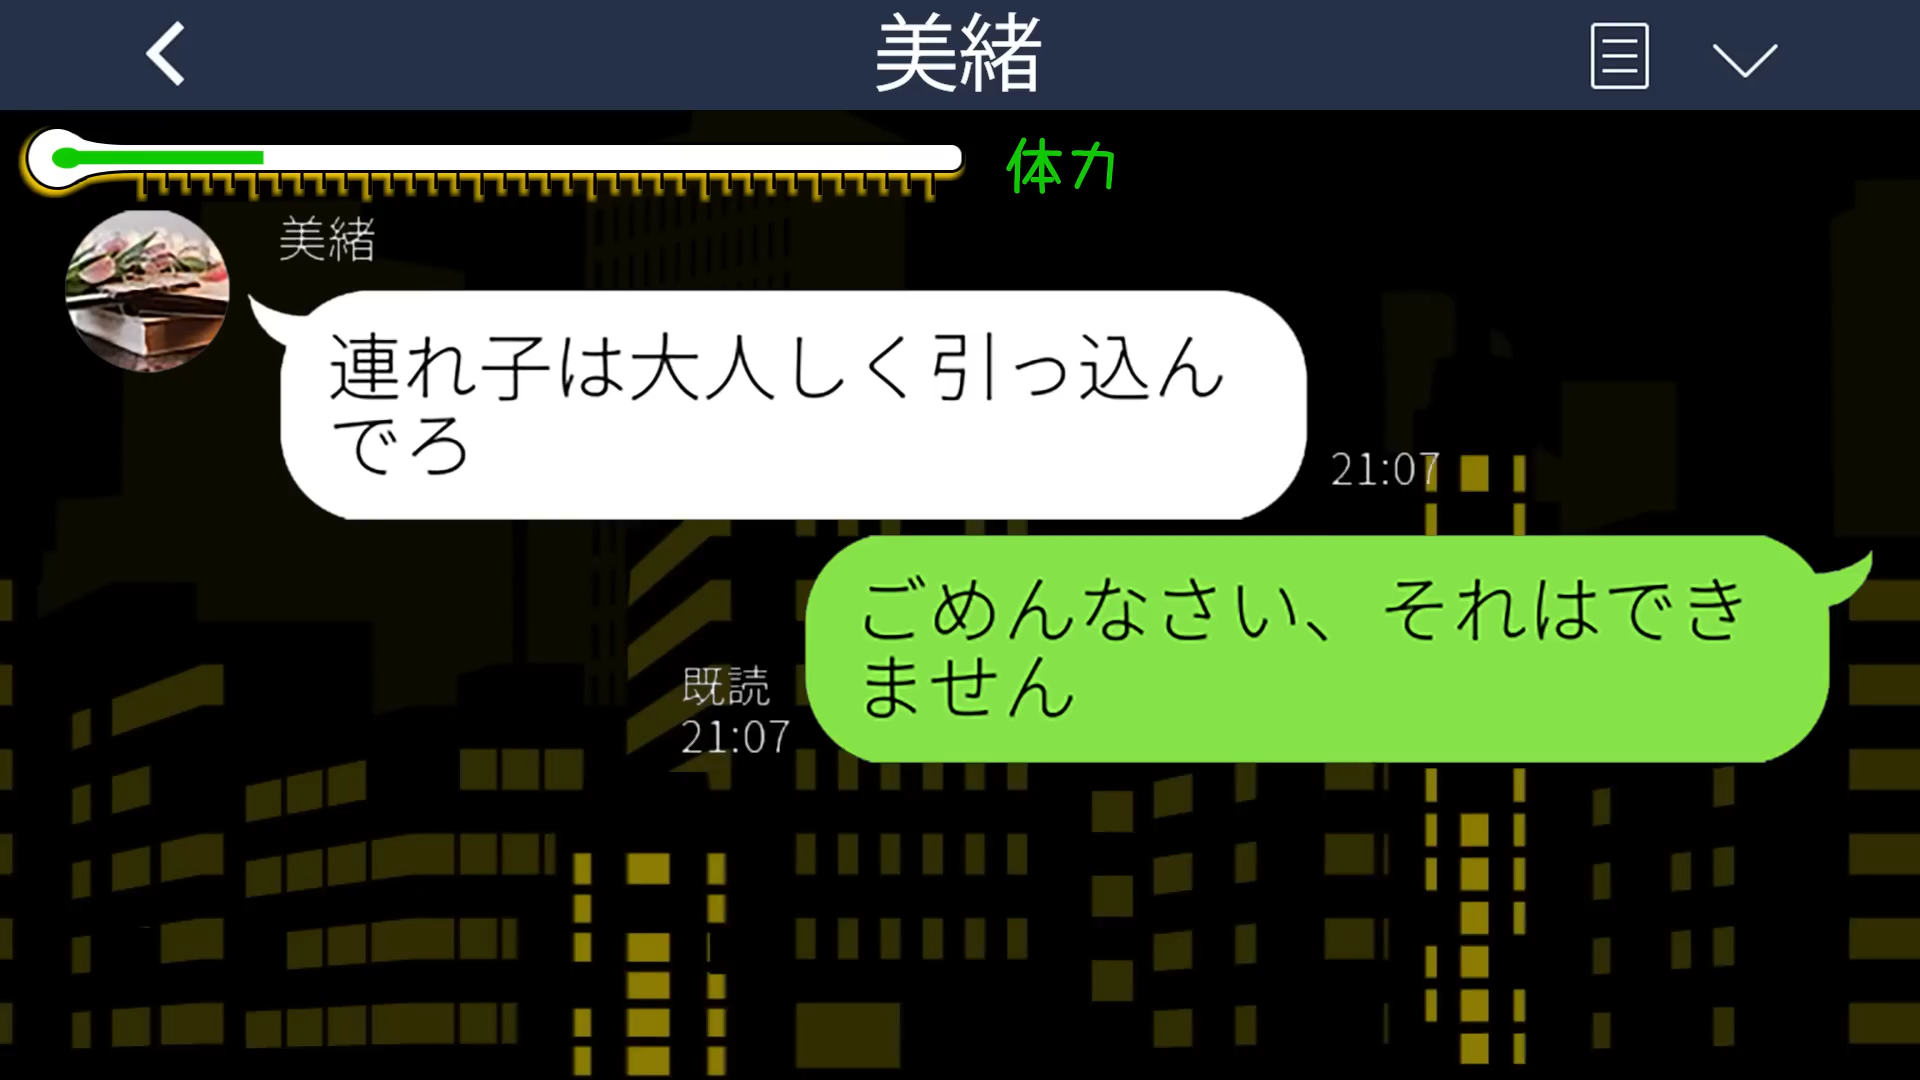 美緒
体力
美緒
連れ子は大人しく引っ込ん
でろ
21:07
ごめんなさい、それはでき
ません
既読
21:07